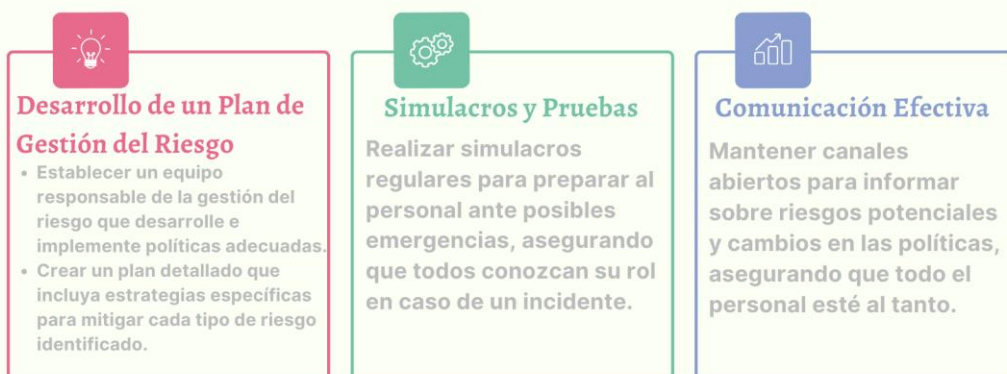 Desarrollo de un Plan de
Gestión del Riesgo
• Establecer un equipo
responsable de la gestión del
riesgo que desarrolle e
implemente políticas adecuadas.
• Crear un plan detallado que
incluya estrategias específicas
para mitigar cada tipo de riesgo
identificado.
Simulacros y Pruebas
Realizar simulacros
regulares para preparar al
personal ante posibles
emergencias, asegurando
que todos conozcan su rol
en caso de un incidente.
Comunicación Efectiva
Mantener canales
abiertos para informar
sobre riesgos potenciales
y cambios en las políticas,
asegurando que todo el
personal esté al tanto.